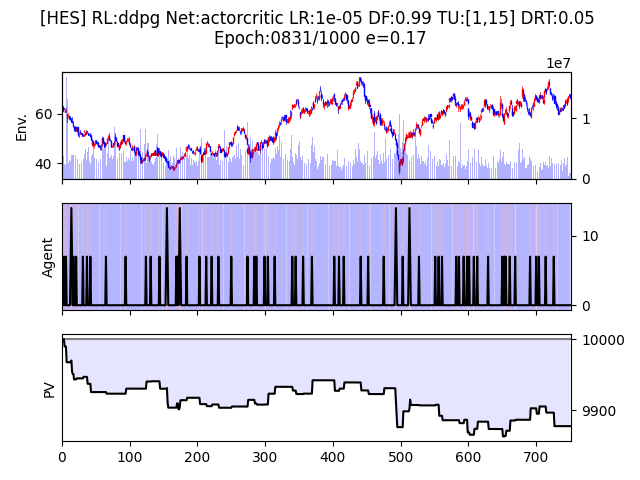 [HES] RL:ddpg Net:actorcritic LR:1e-05 DF:0.99 TU:[1,15] DRT:0.05
Epoch:0831/1000 e=0.17
1e7
Env.
60
40
1
0
Agent
10
0
PV
10000
9900
0 100 200 300 400 500 600 700